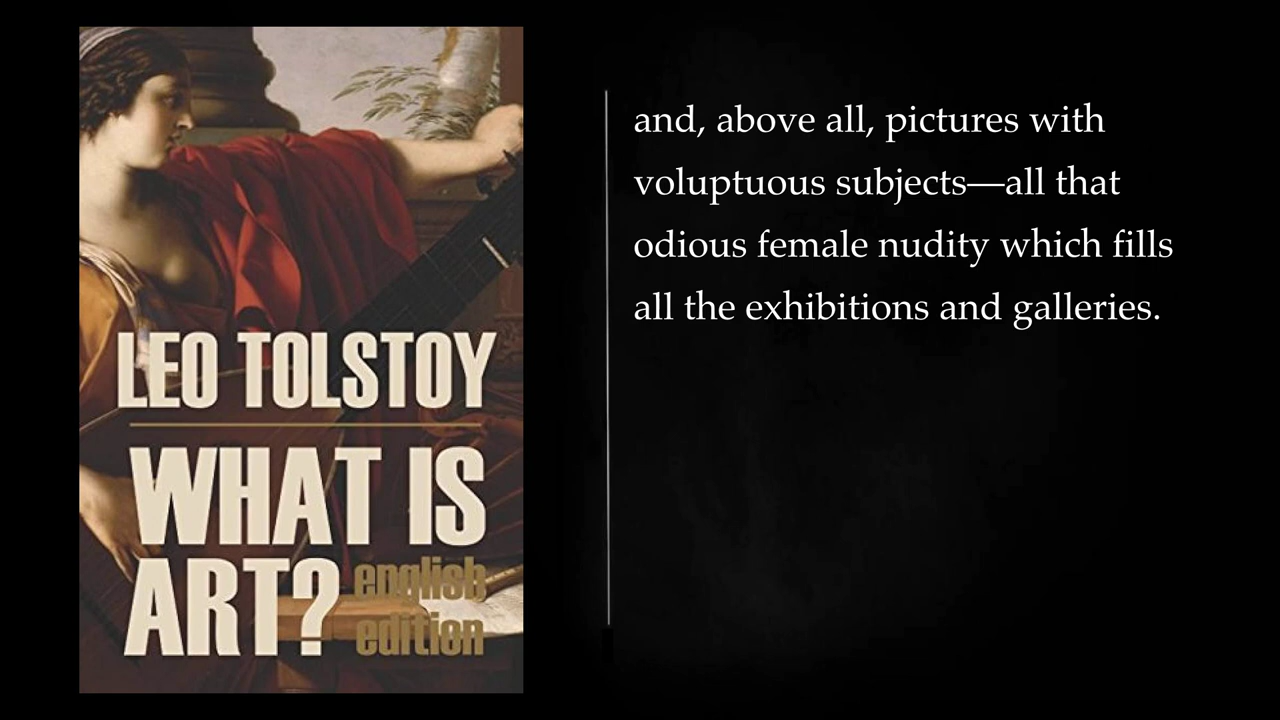 LEO TOLSTOY
WHAT IS
ART?
english
edition
and, above all, pictures with
voluptuous subjects—all that
odious female nudity which fills
all the exhibitions and galleries.